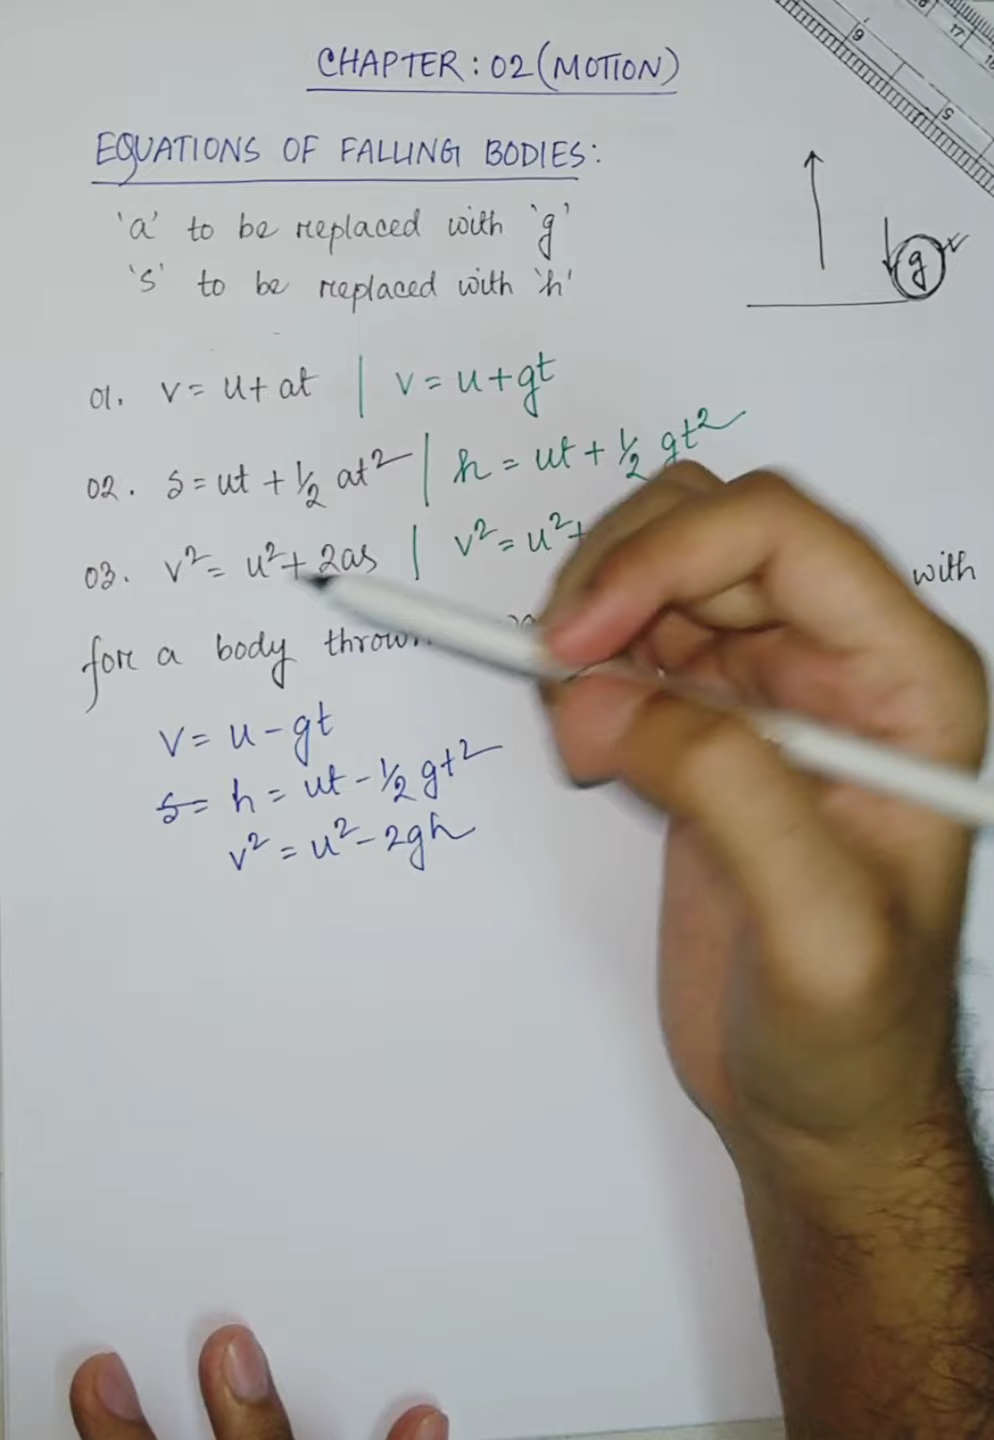 CHAPTER: 02 (MOTION)
EQUATIONS OF FALLING BODIES:
'a' to be replaced with 'g'
's' to be replaced with 'h'
g
01. v = u + at | v = u + gt
02. s = ut + 1/2 at² | h = ut + 1/2 gt²
03. v² = u² + 2as | v² = u² +
with
for a body
v = u - gt
s = h = ut - 1/2 gt²
v² = u² - 2gh